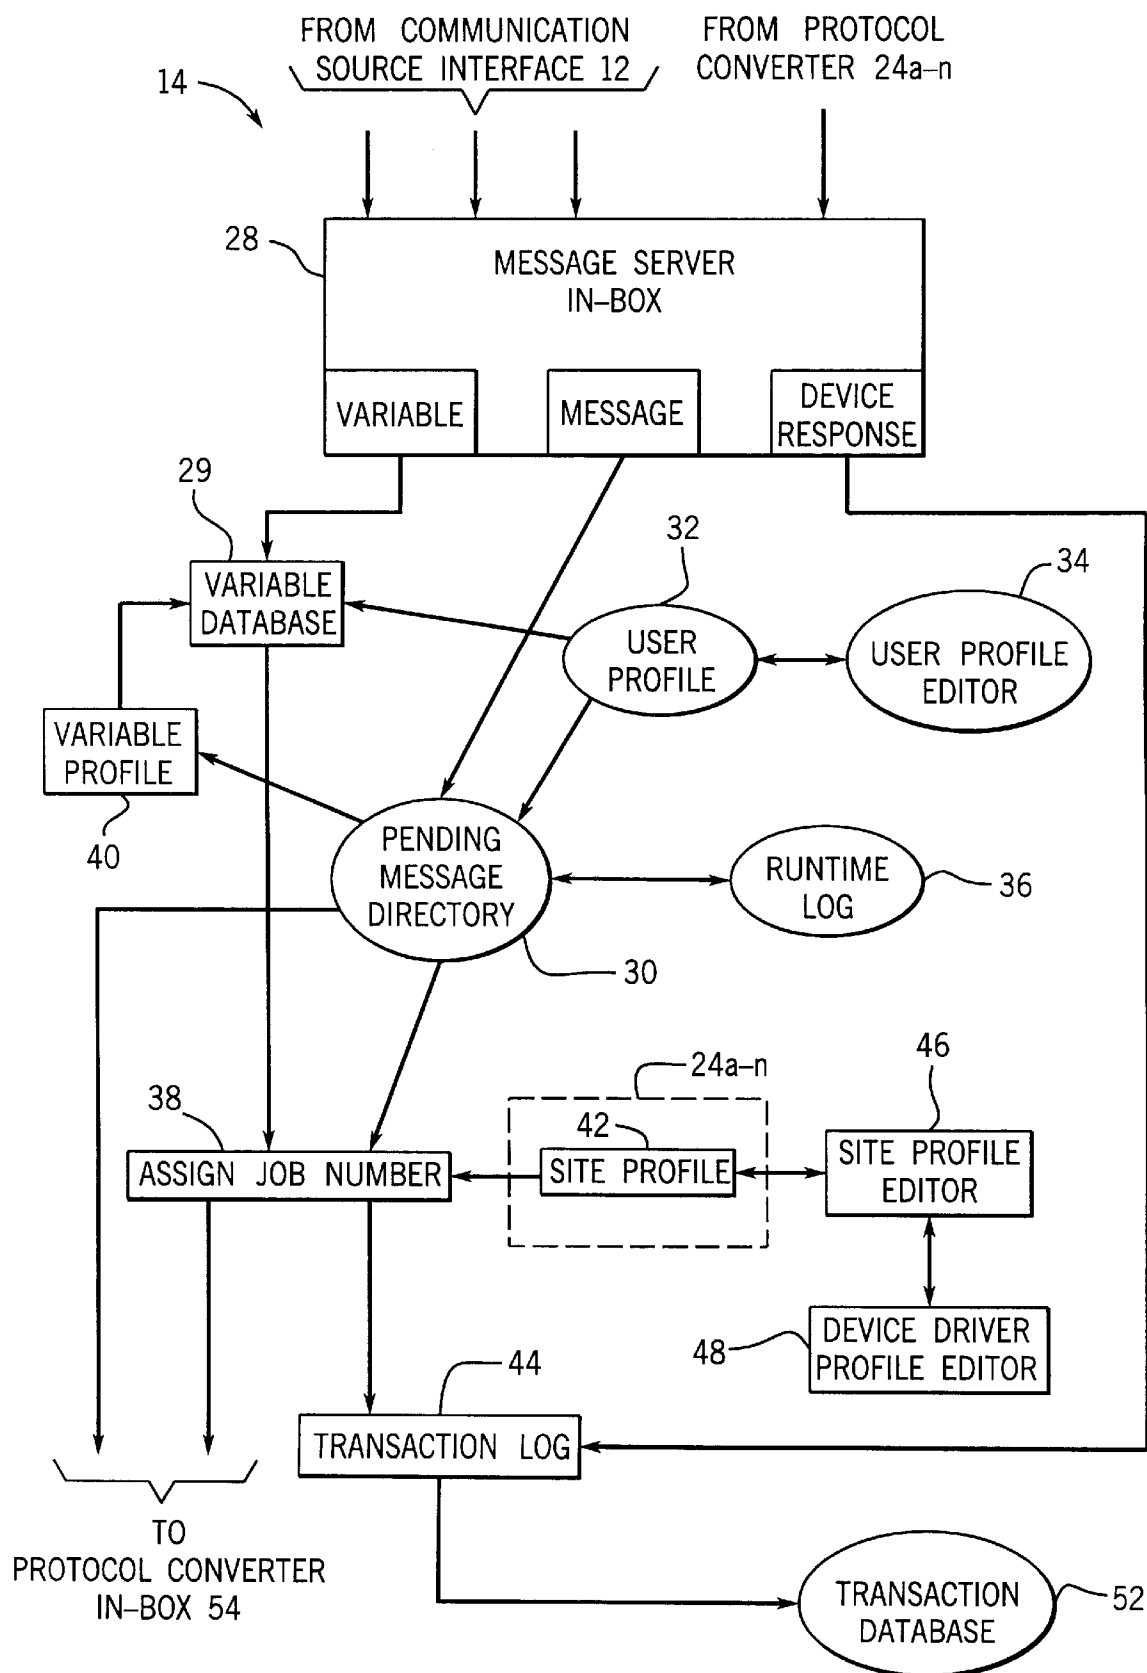 FROM COMMUNICATION
SOURCE INTERFACE 12
FROM PROTOCOL
CONVERTER 24a–n
14
28
MESSAGE SERVER
IN–BOX
VARIABLE
MESSAGE
DEVICE
RESPONSE
29
VARIABLE
DATABASE
32
USER
PROFILE
34
USER PROFILE
EDITOR
VARIABLE
PROFILE
40
PENDING
MESSAGE
DIRECTORY
30
RUNTIME
LOG
36
24a–n
46
38
ASSIGN JOB NUMBER
42
SITE PROFILE
SITE PROFILE
EDITOR
48
DEVICE DRIVER
PROFILE EDITOR
44
TRANSACTION LOG
TO
PROTOCOL CONVERTER
IN–BOX 54
TRANSACTION
DATABASE
52